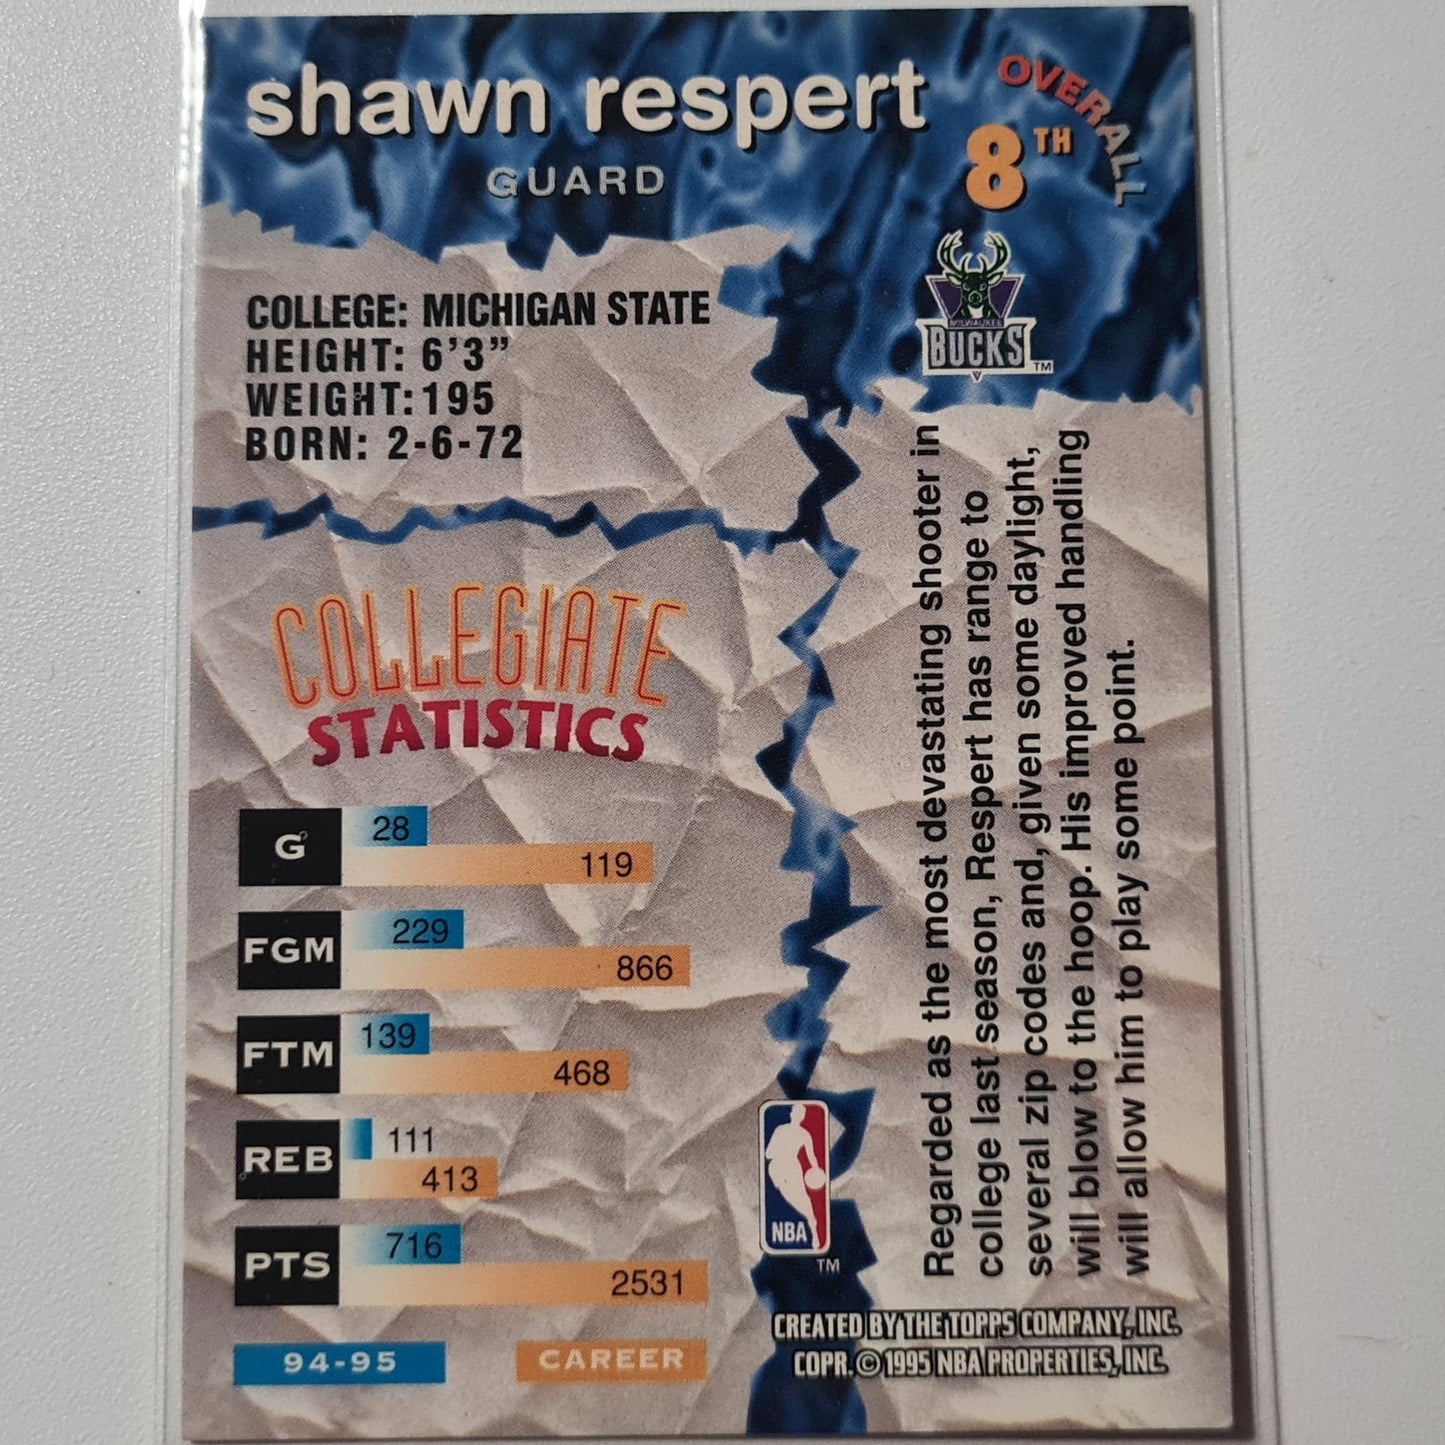 shawn respert
GUARD
OVERALL
8TH
MILWAUKEE
BUCKS™
COLLEGE: MICHIGAN STATE
HEIGHT: 6'3"
WEIGHT: 195
BORN: 2-6-72
COLLEGIATE
STATISTICS
G 28
119
FGM 229
866
FTM 139
468
REB 111
413
PTS 716
2531
94-95 CAREER
Regarded as the most devastating shooter in
college last season, Respert has range to
several zip codes and, given some daylight,
will blow to the hoop. His improved handling
will allow him to play some point.
NBA
TM
CREATED BY THE TOPPS COMPANY, INC.
COPR. © 1995 NBA PROPERTIES, INC.